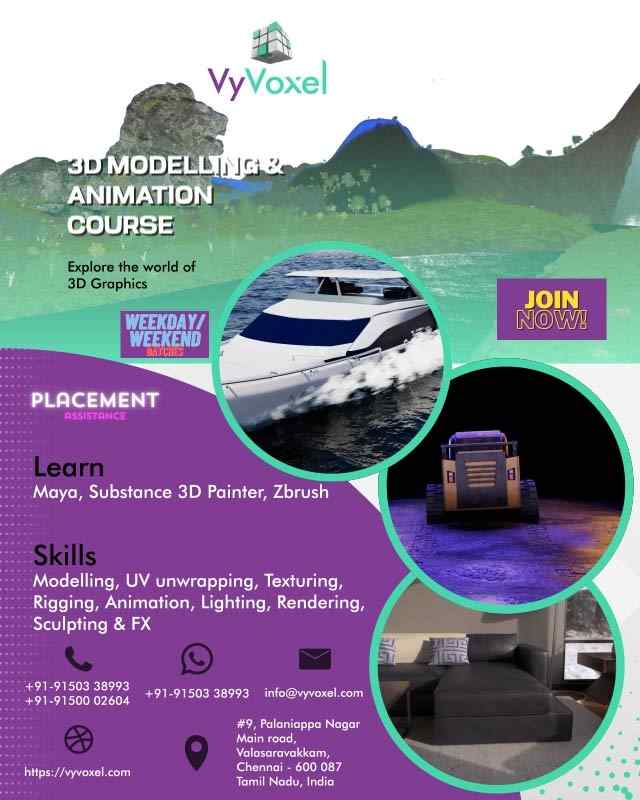 VyVoxel
3D MODELLING &
ANIMATION
COURSE
Explore the world of
3D Graphics
WEEKDAY/
WEEKEND
BATCHES
JOIN
NOW!
PLACEMENT
ASSISTANCE
Learn
Maya, Substance 3D Painter, Zbrush
Skills
Modelling, UV unwrapping, Texturing,
Rigging, Animation, Lighting, Rendering,
Sculpting & FX
+91-91503 38993
+91-91500 02604
+91-91503 38993
info@vyvoxel.com
https://vyvoxel.com
#9, Palaniappa Nagar
Main road,
Valasaravakkam,
Chennai - 600 087
Tamil Nadu, India